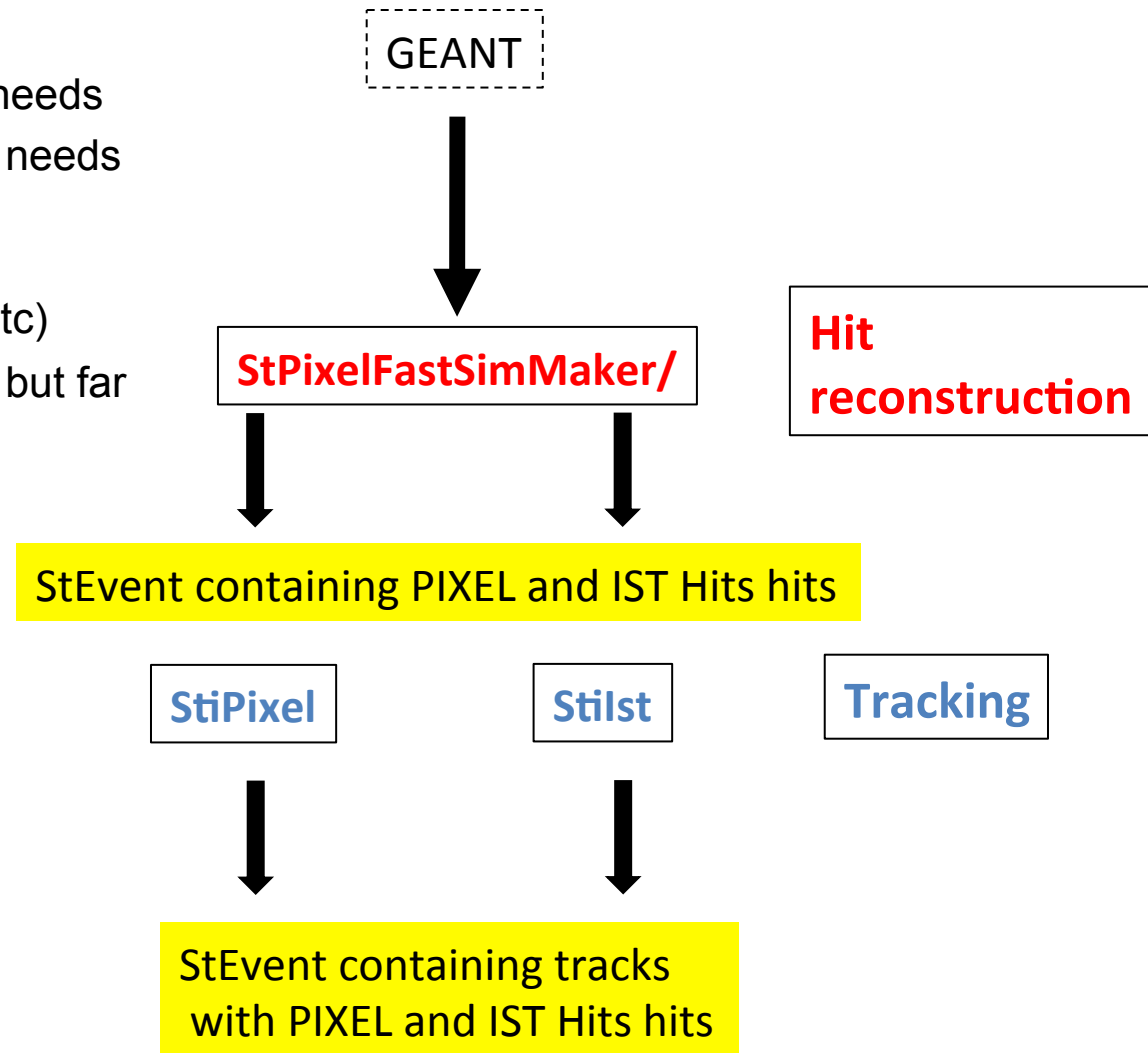 GEANT
needs
needs
tc)
but far
StPixelFastSimMaker/
Hit
reconstruction
StEvent containing PIXEL and IST Hits hits
StiPixel
StiIst
Tracking
StEvent containing tracks
with PIXEL and IST Hits hits